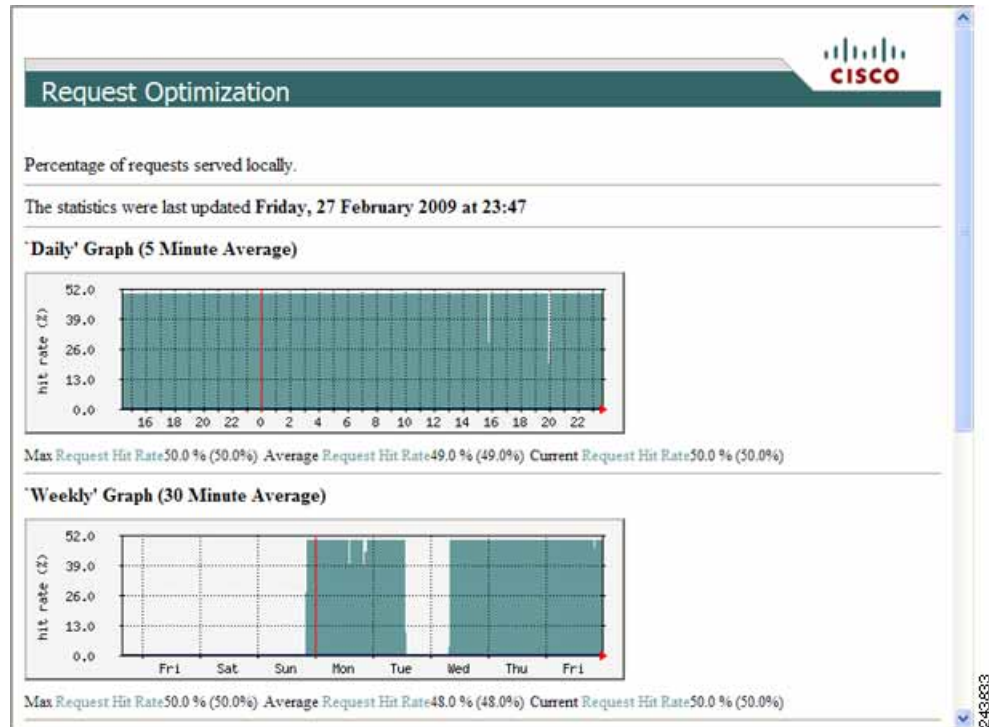 CISCO
Request Optimization
Percentage of requests served locally.
The statistics were last updated Friday, 27 February 2009 at 23:47
`Daily' Graph (5 Minute Average)
52.0
39.0
26.0
13.0
0.0
hit rate (%)
16 18 20 22 0 2 4 6 8 10 12 14 16 18 20 22
Max Request Hit Rate50.0 % (50.0%) Average Request Hit Rate49.0 % (49.0%) Current Request Hit Rate50.0 % (50.0%)
`Weekly' Graph (30 Minute Average)
52.0
39.0
26.0
13.0
0.0
hit rate (%)
Fri Sat Sun Mon Tue Wed Thu Fri
Max Request Hit Rate50.0 % (50.0%) Average Request Hit Rate48.0 % (48.0%) Current Request Hit Rate50.0 % (50.0%)
243833